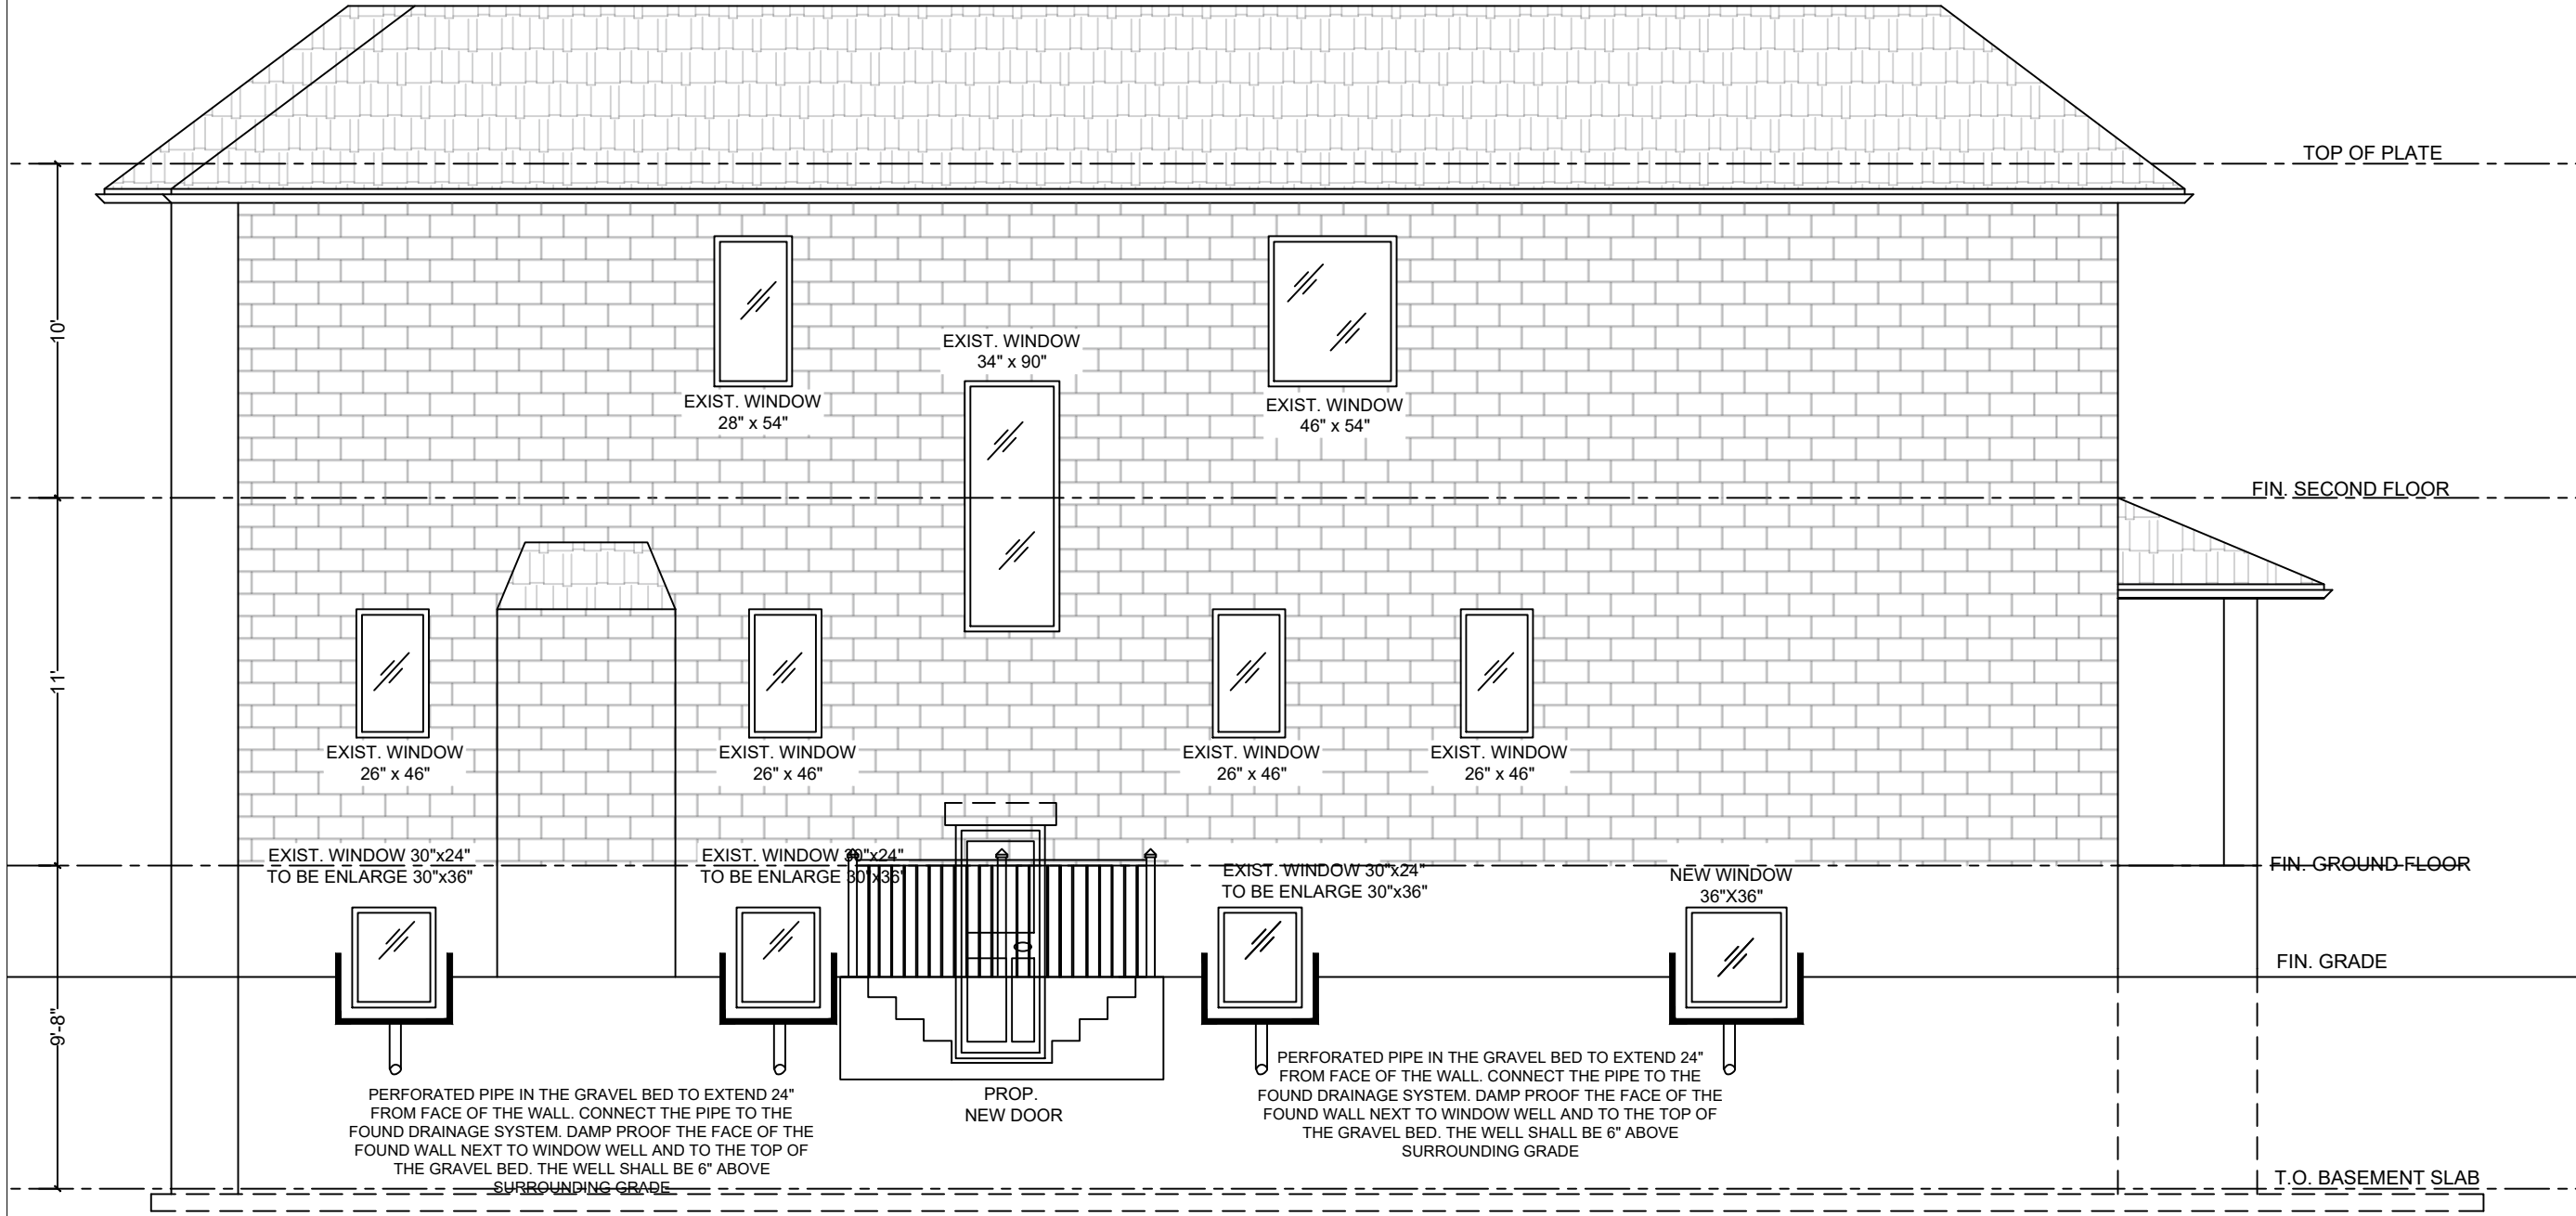 TOP OF PLATE
10'
EXIST. WINDOW
34" x 90"
EXIST. WINDOW
28" x 54"
EXIST. WINDOW
46" x 54"
FIN. SECOND FLOOR
11'
EXIST. WINDOW
26" x 46"
EXIST. WINDOW
26" x 46"
EXIST. WINDOW
26" x 46"
EXIST. WINDOW
26" x 46"
EXIST. WINDOW 30"x24"
TO BE ENLARGE 30"x36"
EXIST. WINDOW 30"x24"
TO BE ENLARGE 30"x36"
EXIST. WINDOW 30"x24"
TO BE ENLARGE 30"x36"
NEW WINDOW
36"X36"
FIN. GROUND FLOOR
FIN. GRADE
9'-8"
PERFORATED PIPE IN THE GRAVEL BED TO EXTEND 24"
FROM FACE OF THE WALL. CONNECT THE PIPE TO THE
FOUND DRAINAGE SYSTEM. DAMP PROOF THE FACE OF THE
FOUND WALL NEXT TO WINDOW WELL AND TO THE TOP OF
THE GRAVEL BED. THE WELL SHALL BE 6" ABOVE
SURROUNDING GRADE
PROP.
NEW DOOR
PERFORATED PIPE IN THE GRAVEL BED TO EXTEND 24"
FROM FACE OF THE WALL. CONNECT THE PIPE TO THE
FOUND DRAINAGE SYSTEM. DAMP PROOF THE FACE OF THE
FOUND WALL NEXT TO WINDOW WELL AND TO THE TOP OF
THE GRAVEL BED. THE WELL SHALL BE 6" ABOVE
SURROUNDING GRADE
T.O. BASEMENT SLAB